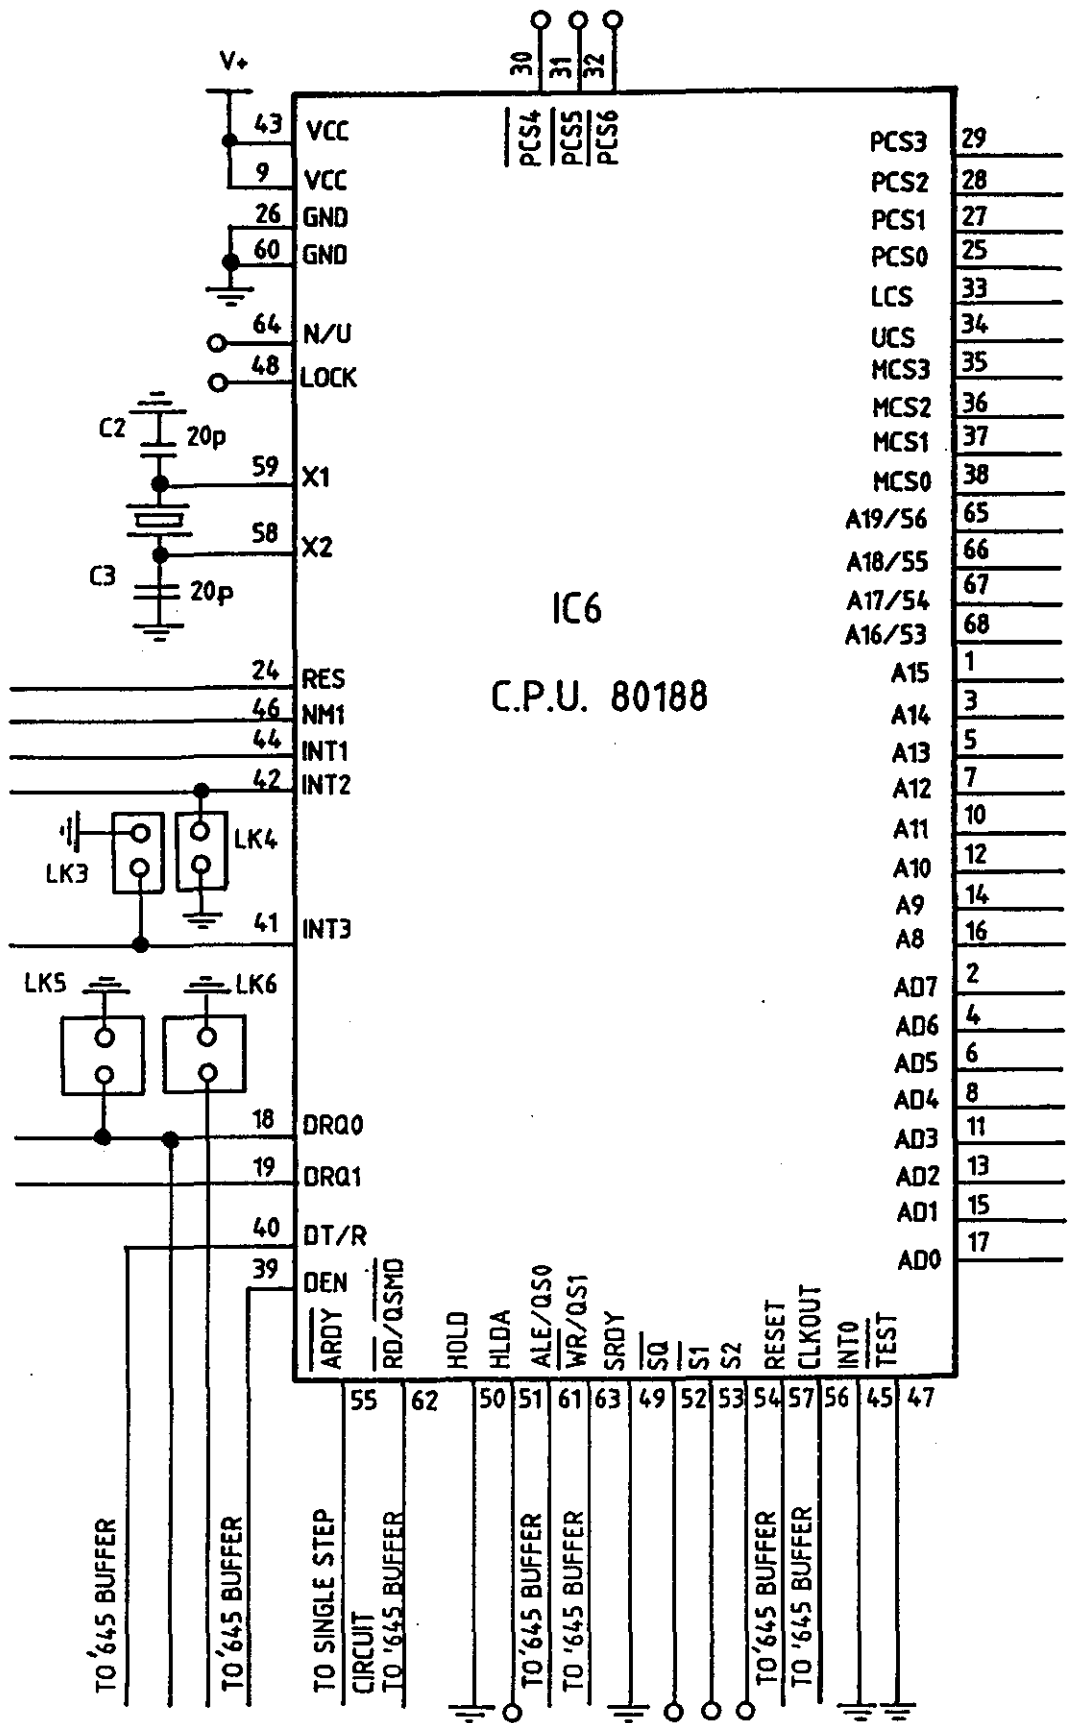 30 31 32
V+
PCS4 PCS5 PCS6
43 VCC
9 VCC
26 GND
60 GND
64 N/U
48 LOCK
C2 20p
59 X1
58 X2
C3 20p
24 RES
46 NM1
44 INT1
42 INT2
LK4
LK3
41 INT3
LK5 LK6
18 DRQ0
19 DRQ1
40 DT/R
39 DEN
IC6
C.P.U. 80188
PCS3 29
PCS2 28
PCS1 27
PCS0 25
LCS 33
UCS 34
MCS3 35
MCS2 36
MCS1 37
MCS0 38
A19/56 65
A18/55 66
A17/54 67
A16/53 68
A15 1
A14 3
A13 5
A12 7
A11 10
A10 12
A9 14
A8 16
AD7 2
AD6 4
AD5 6
AD4 8
AD3 11
AD2 13
AD1 15
AD0 17
ARDY RD/QSMD HOLD HLDA ALE/QS0 WR/QS1 SRDY SQ S1 S2 RESET CLKOUT INT0 TEST
55 62 50 51 61 63 49 52 53 54 57 56 45 47
TO '645 BUFFER
TO '645 BUFFER
TO SINGLE STEP
CIRCUIT
TO '645 BUFFER
TO '645 BUFFER
TO '645 BUFFER
TO '645 BUFFER
TO '645 BUFFER